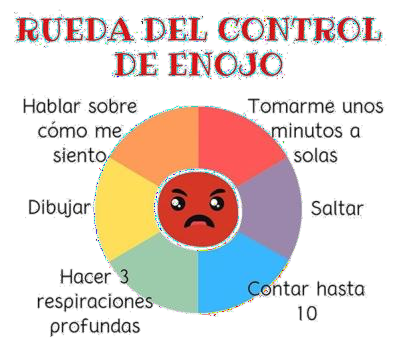 RUEDA DEL CONTROL
DE ENOJO
Hablar sobre
cómo me
siento
Tomarme unos
minutos a
solas
Dibujar
Saltar
Hacer 3
respiraciones
profundas
Contar hasta
10